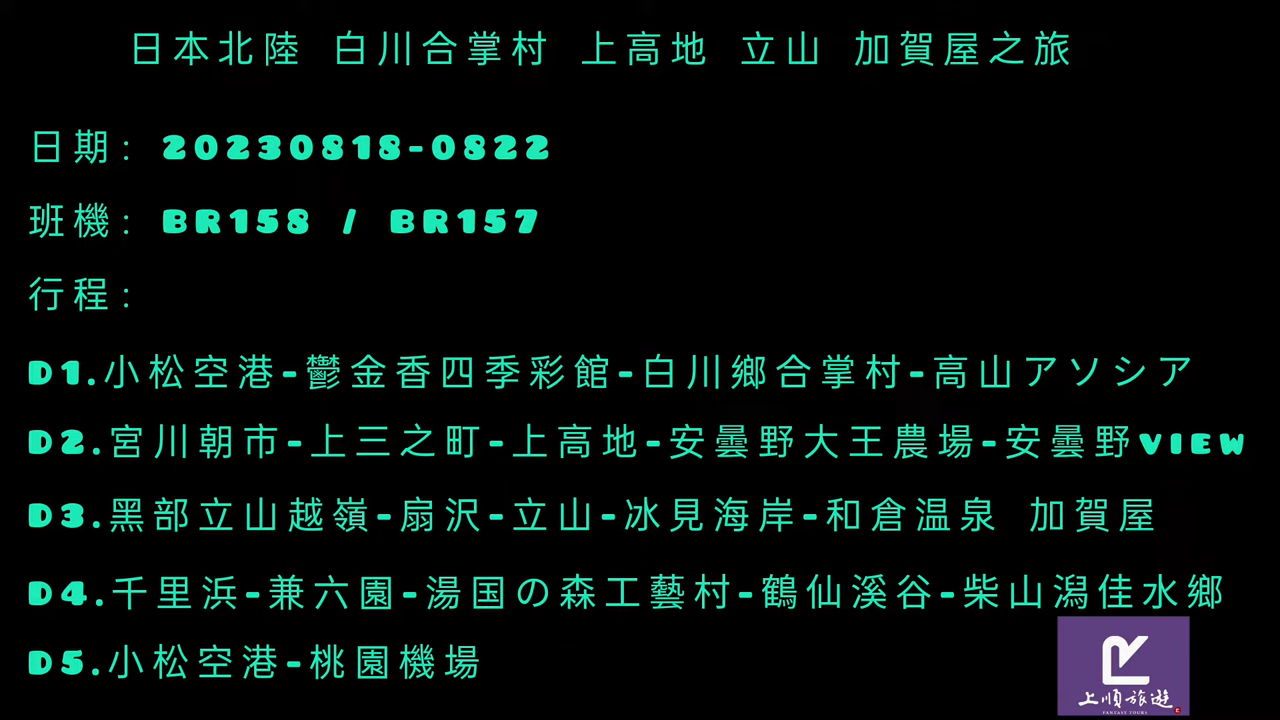 日本北陸 白川合掌村 上高地 立山 加賀屋之旅
日期: 20230818-0822
班機: BR158 / BR157
行程:
D1.小松空港-鬱金香四季彩館-白川鄉合掌村-高山アソシア
D2.宮川朝市-上三之町-上高地-安曇野大王農場-安曇野VIEW
D3.黑部立山越嶺-扇沢-立山-冰見海岸-和倉温泉 加賀屋
D4.千里浜-兼六園-湯国の森工藝村-鶴仙溪谷-柴山潟佳水鄉
D5.小松空港-桃園機場
上順旅遊
FANTASY TOURS